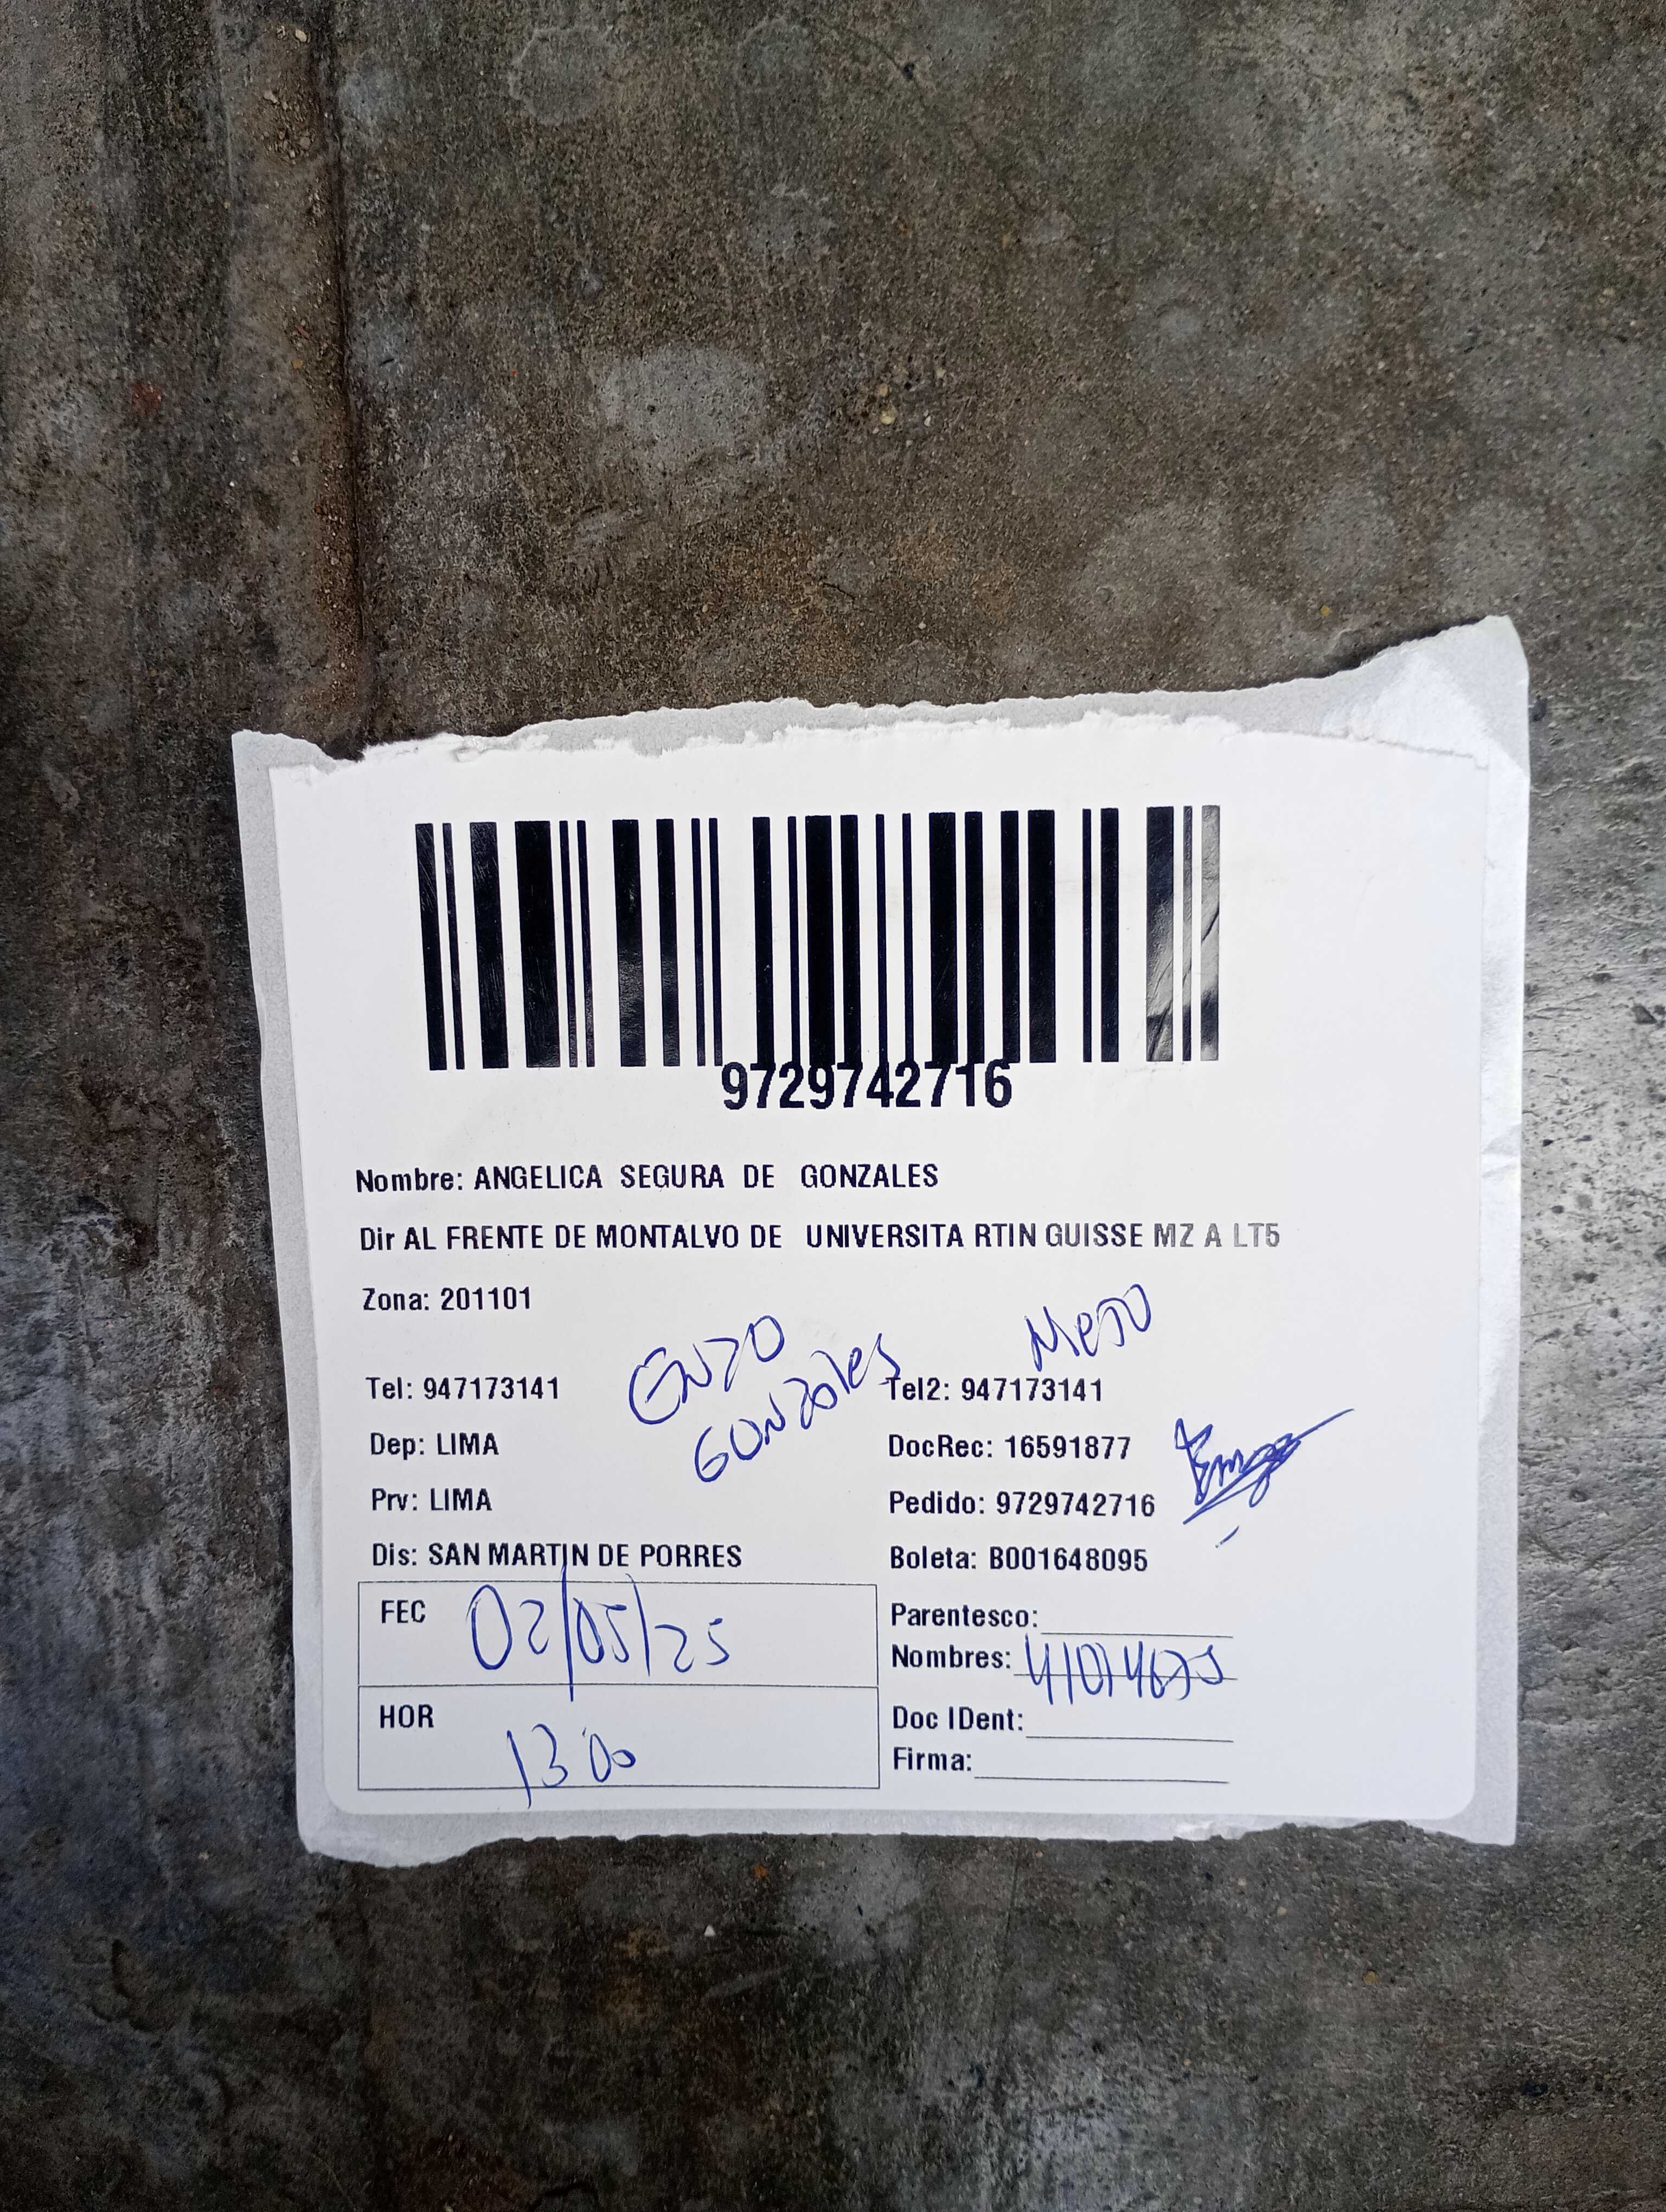 9729742716
Nombre: ANGELICA SEGURA DE GONZALES
Dir AL FRENTE DE MONTALVO DE UNIVERSITA RTIN GUISSE MZ A LT5
Zona: 201101
Enzo Gonzales
Tel: 947173141 Tel2: 947173141
Dep: LIMA DocRec: 16591877
Prv: LIMA Pedido: 9729742716
Dis: SAN MARTIN DE PORRES Boleta: B001648095
FEC 02/05/25
HOR 13 00
Parentesco:
Nombres:
Doc IDent:
Firma: